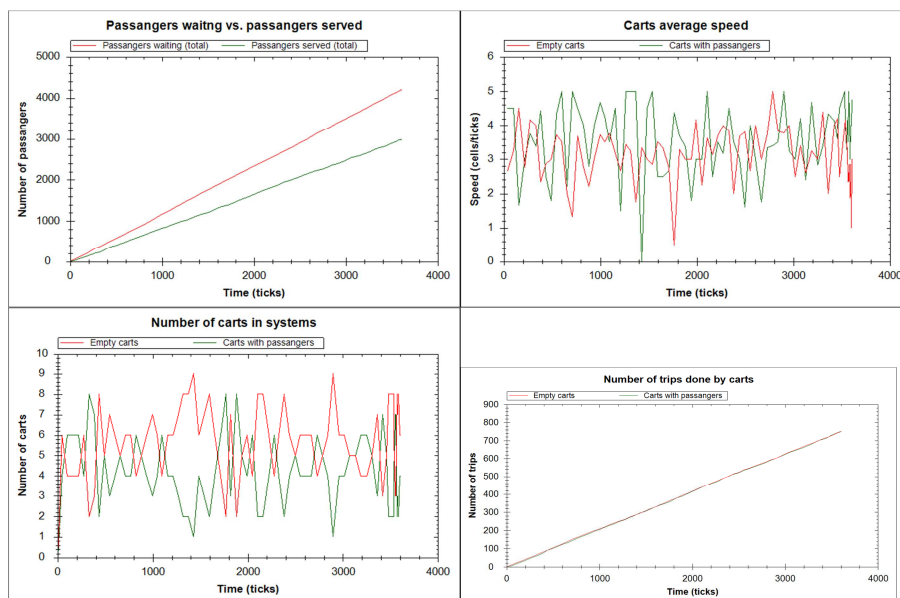 Passangers waitng vs. passangers served
Passangers waiting (total) Passangers served (total)
5000
4000
3000
2000
1000
0
Number of passangers
0 1000 2000 3000 4000
Time (ticks)
Carts average speed
Empty carts Carts with passangers
6
5
4
3
2
1
0
Speed (cells/ticks)
0 1000 2000 3000 4000
Time (ticks)
Number of carts in systems
Empty carts Carts with passangers
10
9
8
7
6
5
4
3
2
1
0
Number of carts
0 1000 2000 3000 4000
Time (ticks)
Number of trips done by carts
Empty carts Carts with passangers
900
800
700
600
500
400
300
200
100
0
Number of trips
0 1000 2000 3000 4000
Time (ticks)